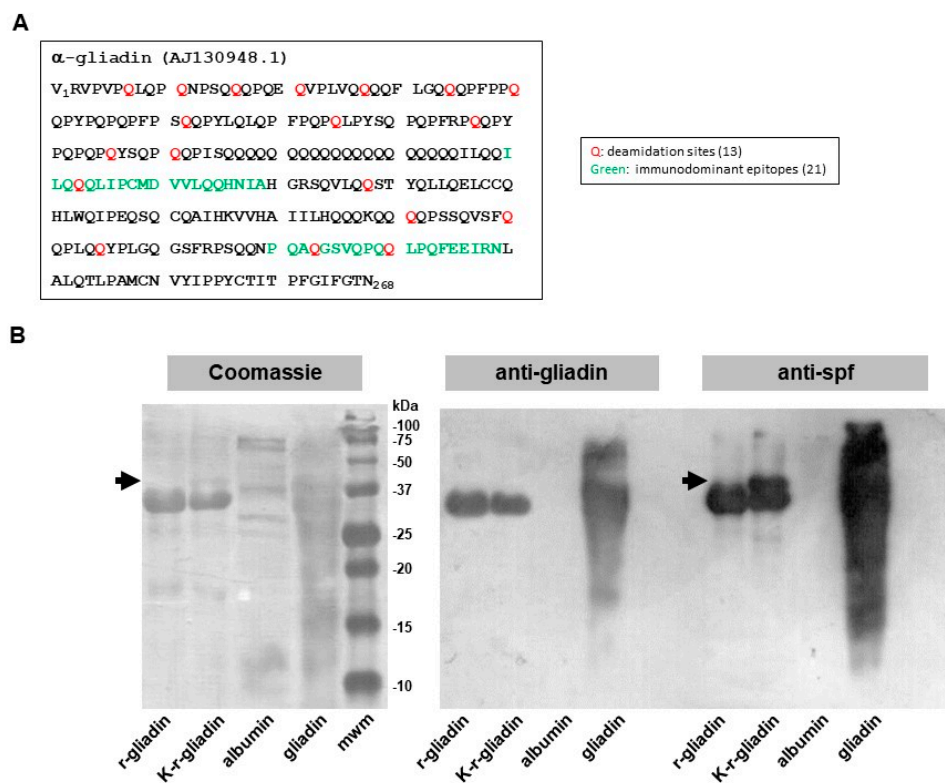 A
α-gliadin (AJ130948.1)
V₁RVPVPQLQP QNPSQQQPQE QVPLVQQQQF LGQQQPFPPQ
QPYPQPQPFPS QQPYLQLQP FPQPQLPYSQ PQPFRPQQPY
PQPQPQYSQP QQPISQQQQQ QQQQQQQQQQ QQQQQILQQI
LQQQLIPCMD VVLQQHNIAH GRSQVLQQST YQLLQELCCQ
HLWQIPEQSQ CQAIHKVVHA IILHQQQKQQ QQPSSQVSFQ
QPLQQYPLGQ GSFRPSQQNP QAQGSVQPQQ LPQFEEIRNL
ALQTLPAMCN VYIPPYCTIT PFGIFGTN₂₆₈
Q: deamidation sites (13)
Green: immunodominant epitopes (21)
B
Coomassie anti-gliadin anti-spf
kDa
-100
-75
-50
-37
-25
-20
-15
-10
r-gliadin K-r-gliadin albumin gliadin mwm r-gliadin K-r-gliadin albumin gliadin r-gliadin K-r-gliadin albumin gliadin